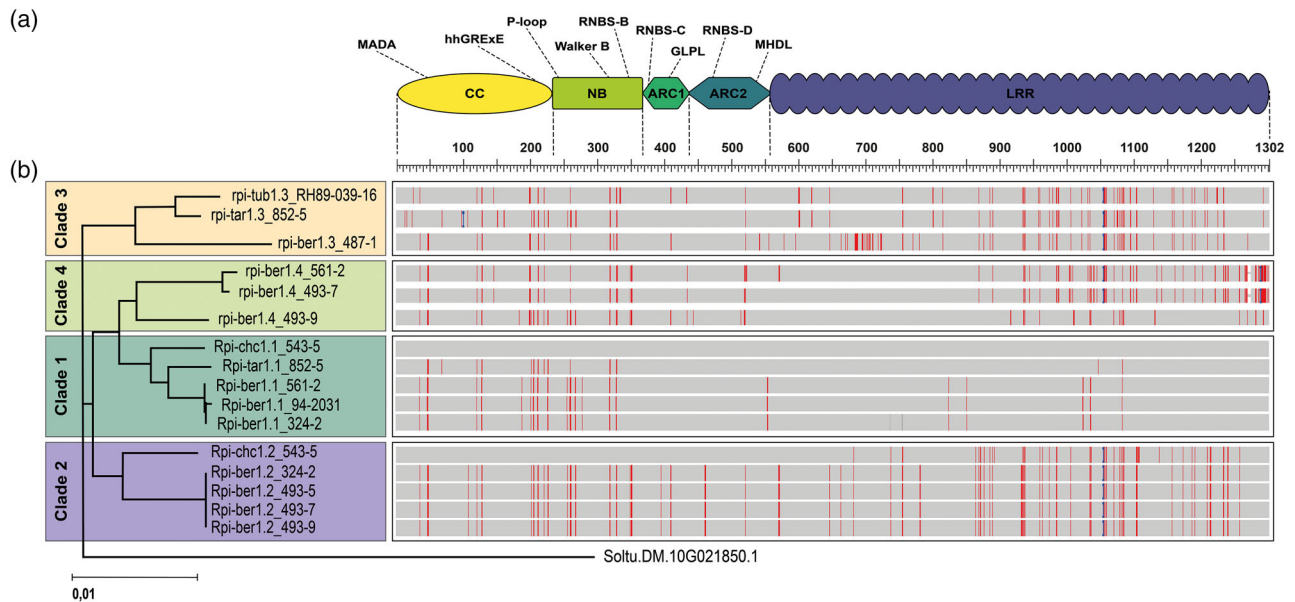 (a)
MADA
hhGRExE
P-loop
Walker B
RNBS-B
RNBS-C
GLPL
RNBS-D
MHDL
CC
NB
ARC1
ARC2
LRR
100 200 300 400 500 600 700 800 900 1000 1100 1200 1302
(b)
Clade 3
rpi-tub1.3_RH89-039-16
rpi-tar1.3_852-5
rpi-ber1.3_487-1
Clade 4
rpi-ber1.4_561-2
rpi-ber1.4_493-7
rpi-ber1.4_493-9
Clade 1
Rpi-chc1.1_543-5
Rpi-tar1.1_852-5
Rpi-ber1.1_561-2
Rpi-ber1.1_94-2031
Rpi-ber1.1_324-2
Clade 2
Rpi-chc1.2_543-5
Rpi-ber1.2_324-2
Rpi-ber1.2_493-5
Rpi-ber1.2_493-7
Rpi-ber1.2_493-9
Soltu.DM.10G021850.1
0,01